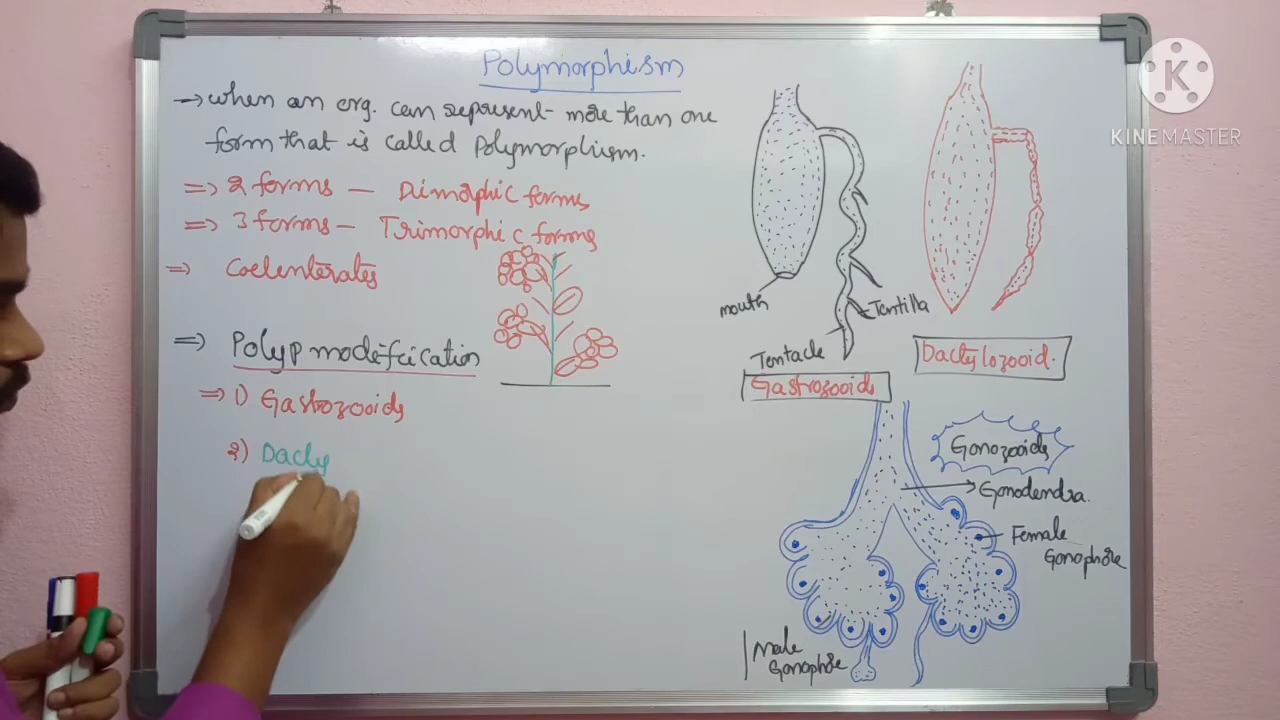 Polymorphism
→ when an org. can represent more than one
form that is called Polymorphism.
⇒ 2 forms – Dimorphic forms
⇒ 3 forms – Trimorphic forms
⇒ Coelenterates
⇒ Polyp modification
⇒ 1) Gastrozooids
2) Dacty
mouth
Tentilla
Tentacle
Gastrozooids
Dactylozooid.
Gonozooids
Gonodendra.
Female
Gonophore
Male
Gonophore
K
KINEMASTER